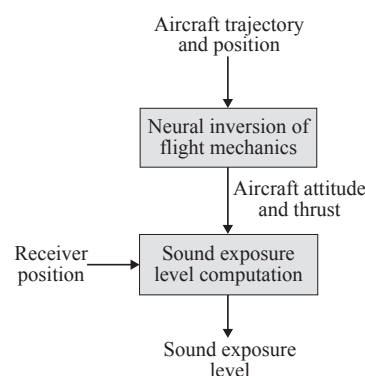 Aircraft trajectory
and position
Neural inversion of
flight mechanics
Aircraft attitude
and thrust
Receiver
position
Sound exposure
level computation
Sound exposure
level